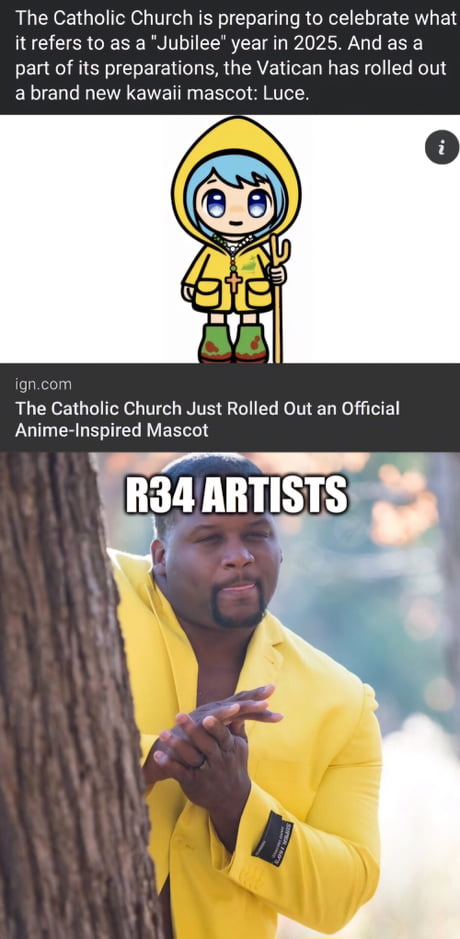 The Catholic Church is preparing to celebrate what
it refers to as a "Jubilee" year in 2025. And as a
part of its preparations, the Vatican has rolled out
a brand new kawaii mascot: Luce.
i
ign.com
The Catholic Church Just Rolled Out an Official
Anime-Inspired Mascot
R34 ARTISTS